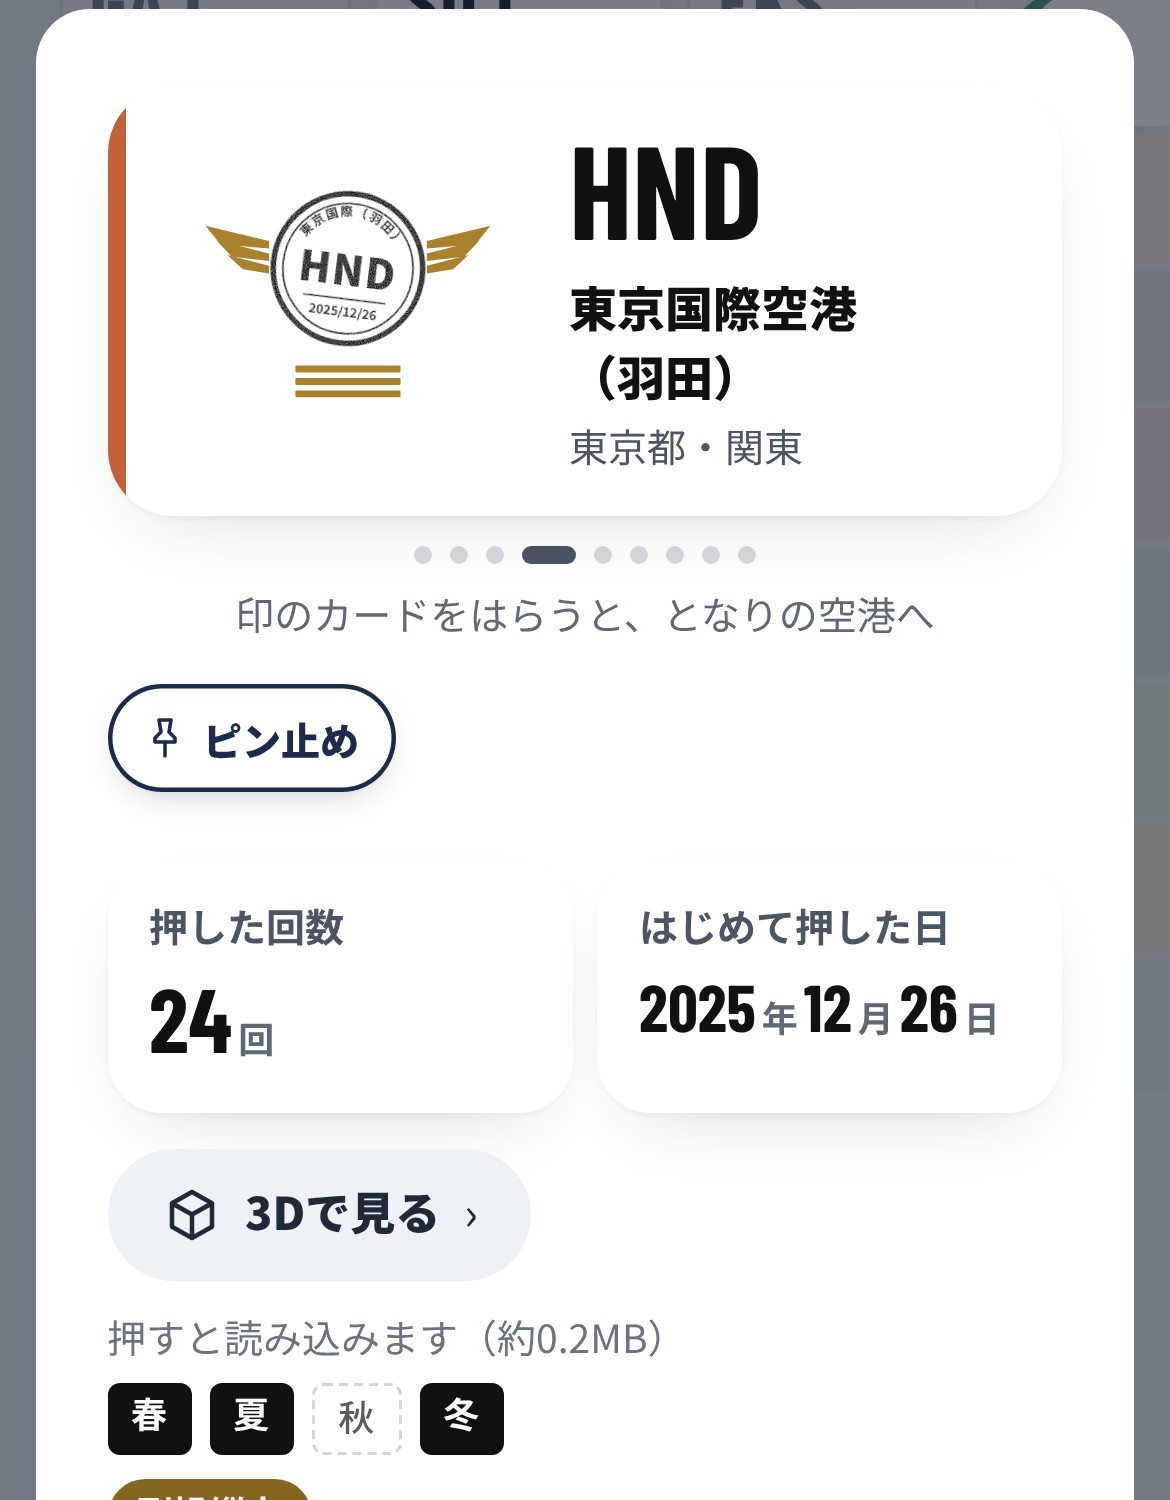 東京国際（羽田）
HND
2025/12/26
HND
東京国際空港
（羽田）
東京都・関東
印のカードをはらうと、となりの空港へ
ピン止め
押した回数
24回
はじめて押した日
2025年12月26日
3Dで見る ›
押すと読み込みます（約0.2MB）
春 夏 秋 冬